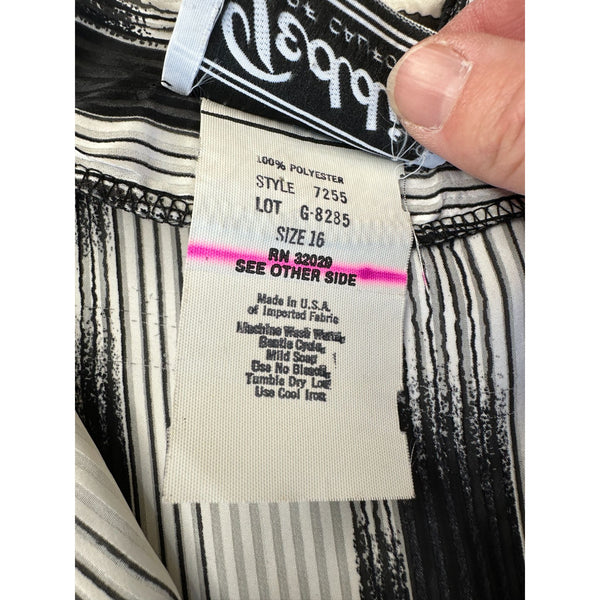 100% POLYESTER
STYLE 7255
LOT G-8285
SIZE 16
RN 32029
SEE OTHER SIDE
Made In U.S.A.
of Imported Fabric
Machine Wash Warm,
Gentle Cycle,
Mild Soap
Use No Bleach,
Tumble Dry Low
Use Cool Iron